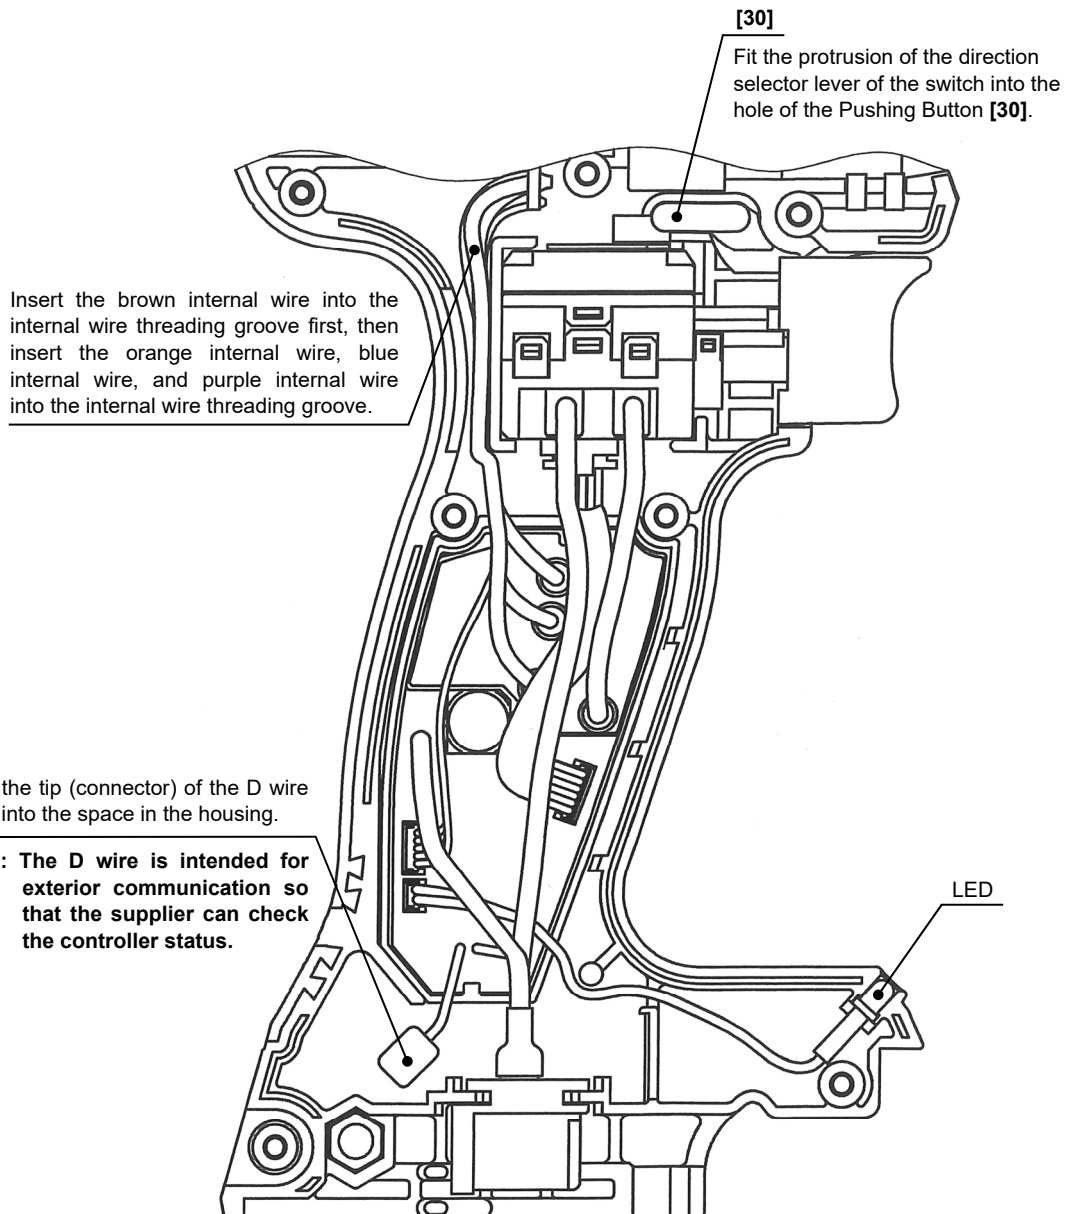 [30]
Fit the protrusion of the direction
selector lever of the switch into the
hole of the Pushing Button [30].
Insert the brown internal wire into the
internal wire threading groove first, then
insert the orange internal wire, blue
internal wire, and purple internal wire
into the internal wire threading groove.
the tip (connector) of the D wire
into the space in the housing.
: The D wire is intended for
exterior communication so
that the supplier can check
the controller status.
LED